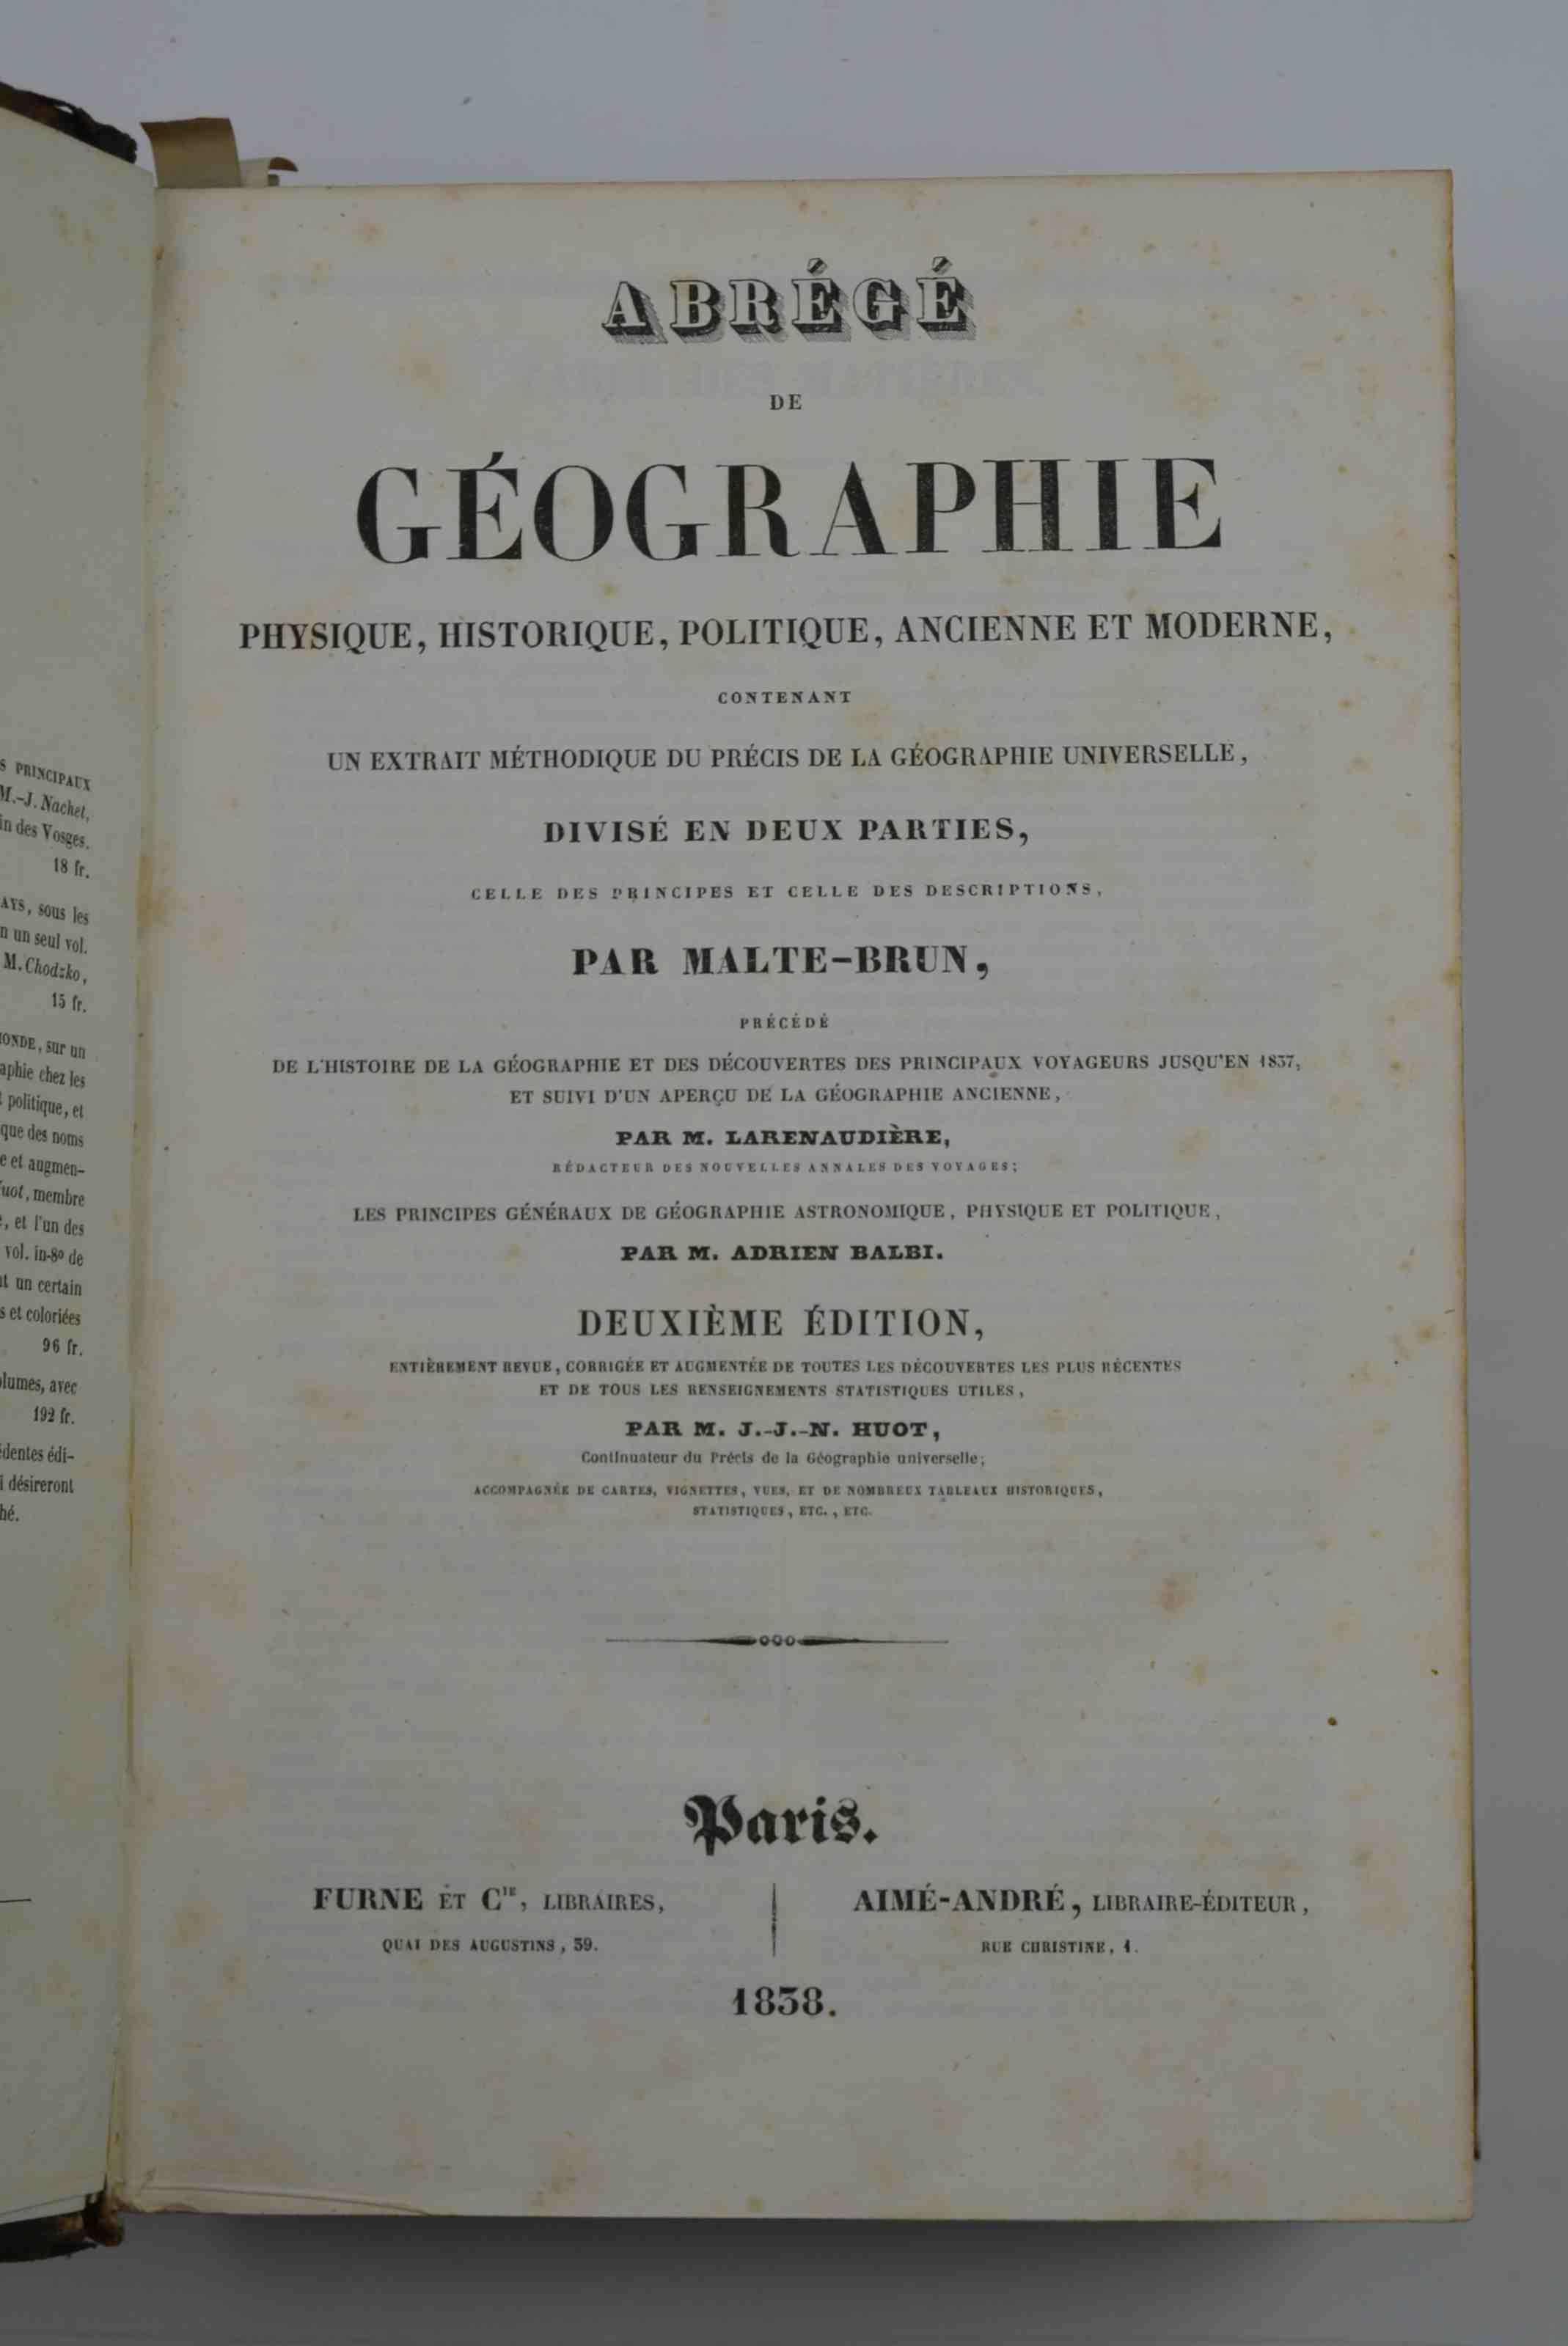 S PRINCIPAUX
M.-J. Nachet,
in des Vosges.
18 fr.
AYS, sous les
n un seul vol.
M. Chodzko,
15 fr.
ONDE, sur un
aphie chez les
politique, et
que des noms
e et augmen-
uot, membre
, et l'un des
vol. in-8º de
t un certain
s et coloriées
96 fr.
lumes, avec
192 fr.
édentes édi-
i désireront
hé.
ABRÉGÉ
DE
GÉOGRAPHIE
PHYSIQUE, HISTORIQUE, POLITIQUE, ANCIENNE ET MODERNE,
CONTENANT
UN EXTRAIT MÉTHODIQUE DU PRÉCIS DE LA GÉOGRAPHIE UNIVERSELLE,
DIVISÉ EN DEUX PARTIES,
CELLE DES PRINCIPES ET CELLE DES DESCRIPTIONS,
PAR MALTE-BRUN,
PRÉCÉDÉ
DE L'HISTOIRE DE LA GÉOGRAPHIE ET DES DÉCOUVERTES DES PRINCIPAUX VOYAGEURS JUSQU'EN 1837,
ET SUIVI D'UN APERÇU DE LA GÉOGRAPHIE ANCIENNE,
PAR M. LARENAUDIÈRE,
RÉDACTEUR DES NOUVELLES ANNALES DES VOYAGES;
LES PRINCIPES GÉNÉRAUX DE GÉOGRAPHIE ASTRONOMIQUE, PHYSIQUE ET POLITIQUE,
PAR M. ADRIEN BALBI.
DEUXIÈME ÉDITION,
ENTIÈREMENT REVUE, CORRIGÉE ET AUGMENTÉE DE TOUTES LES DÉCOUVERTES LES PLUS RÉCENTES
ET DE TOUS LES RENSEIGNEMENTS STATISTIQUES UTILES,
PAR M. J.-J.-N. HUOT,
Continuateur du Précis de la Géographie universelle;
ACCOMPAGNÉE DE CARTES, VIGNETTES, VUES, ET DE NOMBREUX TABLEAUX HISTORIQUES,
STATISTIQUES, ETC., ETC.
Paris.
FURNE ET Cie, LIBRAIRES,
QUAI DES AUGUSTINS, 39.
AIMÉ-ANDRÉ, LIBRAIRE-ÉDITEUR,
RUE CHRISTINE, 1.
1838.